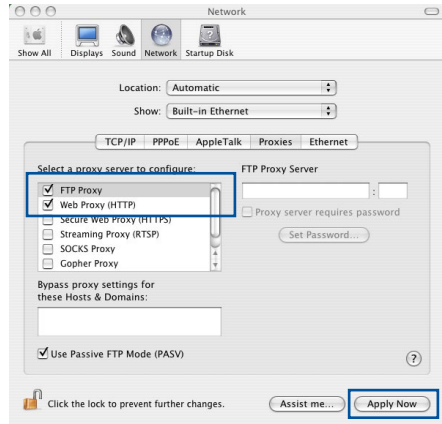 Network
Show All Displays Sound Network Startup Disk
Location: Automatic
Show: Built-in Ethernet
TCP/IP PPPoE AppleTalk Proxies Ethernet
Select a proxy server to configure: FTP Proxy Server
FTP Proxy
:
Web Proxy (HTTP)
Proxy server requires password
Secure Web Proxy (HTTPS)
Streaming Proxy (RTSP) Set Password...
SOCKS Proxy
Gopher Proxy
Bypass proxy settings for
these Hosts & Domains:
Use Passive FTP Mode (PASV) ?
Click the lock to prevent further changes. Assist me... Apply Now